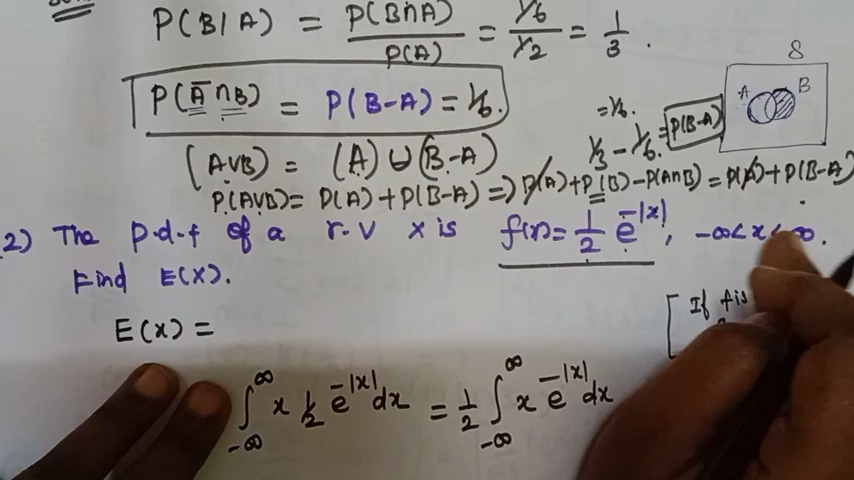 Soln
P(B/A) = P(B∩A)/P(A) = 1/6 / 1/2 = 1/3 .
S
A B
P(A̅∩B) = P(B-A) = 1/6.
= 1/6.
1/3 - 1/6 = P(B-A)
(A∪B) = (A) ∪ (B-A)
P(A∪B) = P(A) + P(B-A) => P(A) + P(B) - P(A∩B) = P(A) + P(B-A)
2) The p.d.f of a r.v X is f(x) = 1/2 e^-|x| , -∞ < x < ∞.
Find E(X).
[ If f is
E(x) =
∫_-∞^∞ x 1/2 e^-|x| dx = 1/2 ∫_-∞^∞ x e^-|x| dx